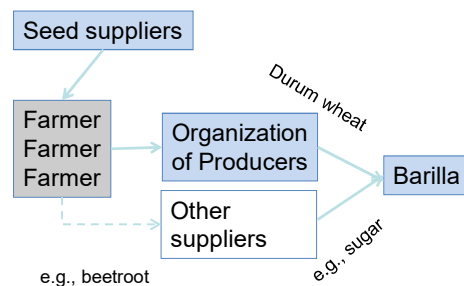 Seed suppliers
Durum wheat
Farmer
Farmer
Farmer
Organization
of Producers
Barilla
Other
suppliers
e.g., sugar
e.g., beetroot